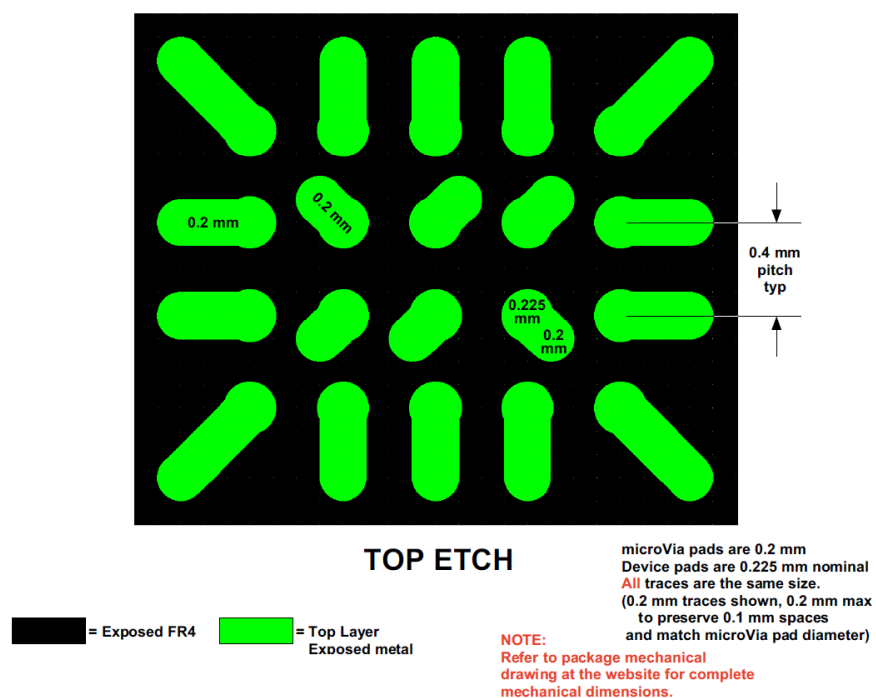 0.2 mm
0.2 mm
0.4 mm
pitch
typ
0.225
mm
0.2
mm
TOP ETCH
microVia pads are 0.2 mm
Device pads are 0.225 mm nominal
All traces are the same size.
(0.2 mm traces shown, 0.2 mm max
to preserve 0.1 mm spaces
and match microVia pad diameter)
= Exposed FR4
= Top Layer
Exposed metal
NOTE:
Refer to package mechanical
drawing at the website for complete
mechanical dimensions.